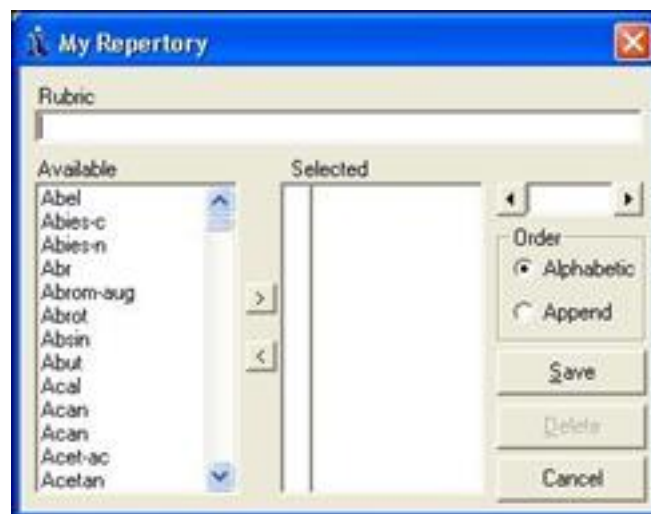 My Repertory
Rubric
Available
Selected
Abel
Abies-c
Abies-n
Abr
Abrom-aug
Abrot
Absin
Abut
Acal
Acan
Acan
Acet-ac
Acetan
>
<
Order
Alphabetic
Append
Save
Delete
Cancel